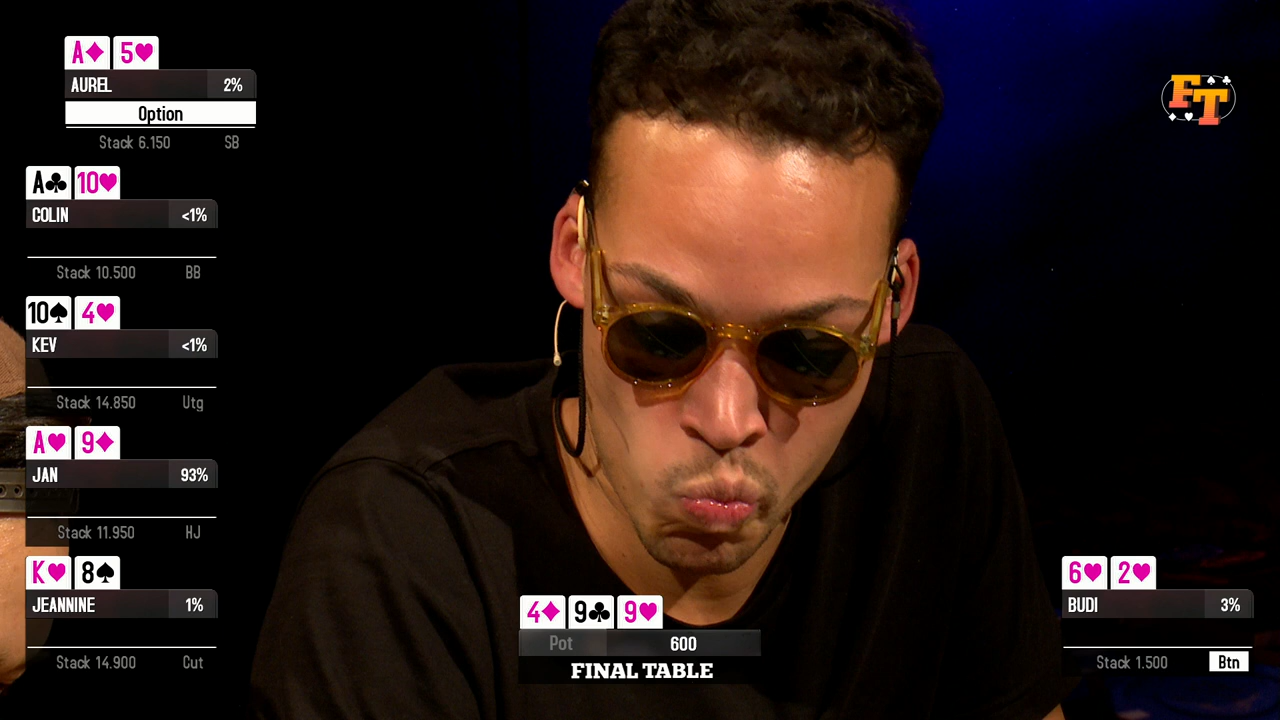 A♦ 5♥
AUREL 2%
Option
Stack 6.150 SB
A♣ 10♥
COLIN <1%
Stack 10.500 BB
10♠ 4♥
KEV <1%
Stack 14.850 Utg
A♥ 9♦
JAN 93%
Stack 11.950 HJ
K♥ 8♠
JEANNINE 1%
Stack 14.900 Cut
FT
4♦ 9♣ 9♥
Pot 600
FINAL TABLE
6♥ 2♥
BUDI 3%
Stack 1.500 Btn